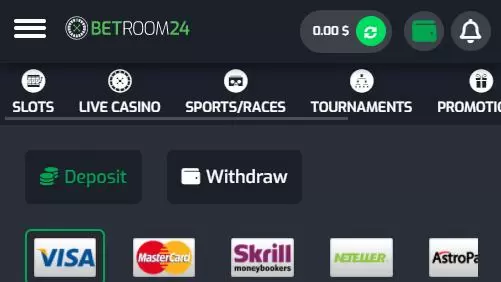 BETROOM24
0.00 $
SLOTS LIVE CASINO SPORTS/RACES TOURNAMENTS PROMOTIO
Deposit Withdraw
VISA MasterCard Skrill moneybookers NETELLER AstroPa